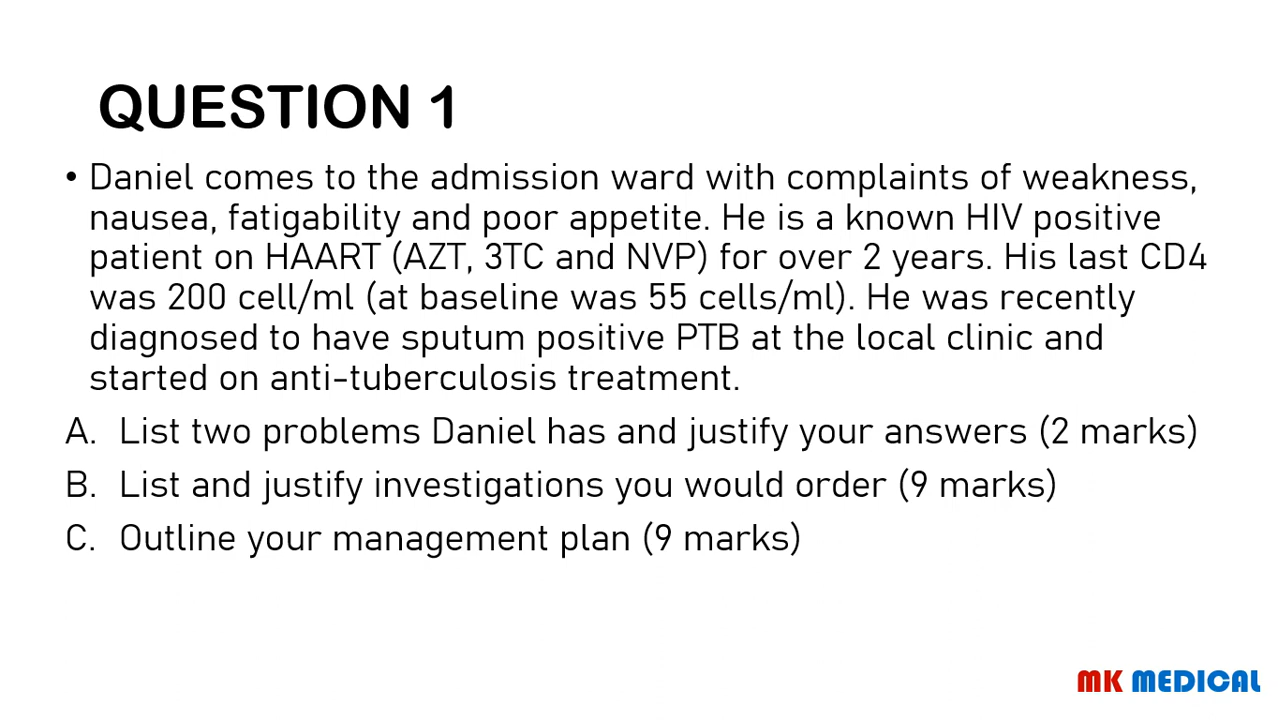 QUESTION 1
• Daniel comes to the admission ward with complaints of weakness,
nausea, fatigability and poor appetite. He is a known HIV positive
patient on HAART (AZT, 3TC and NVP) for over 2 years. His last CD4
was 200 cell/ml (at baseline was 55 cells/ml). He was recently
diagnosed to have sputum positive PTB at the local clinic and
started on anti-tuberculosis treatment.
A. List two problems Daniel has and justify your answers (2 marks)
B. List and justify investigations you would order (9 marks)
C. Outline your management plan (9 marks)
MK MEDICAL